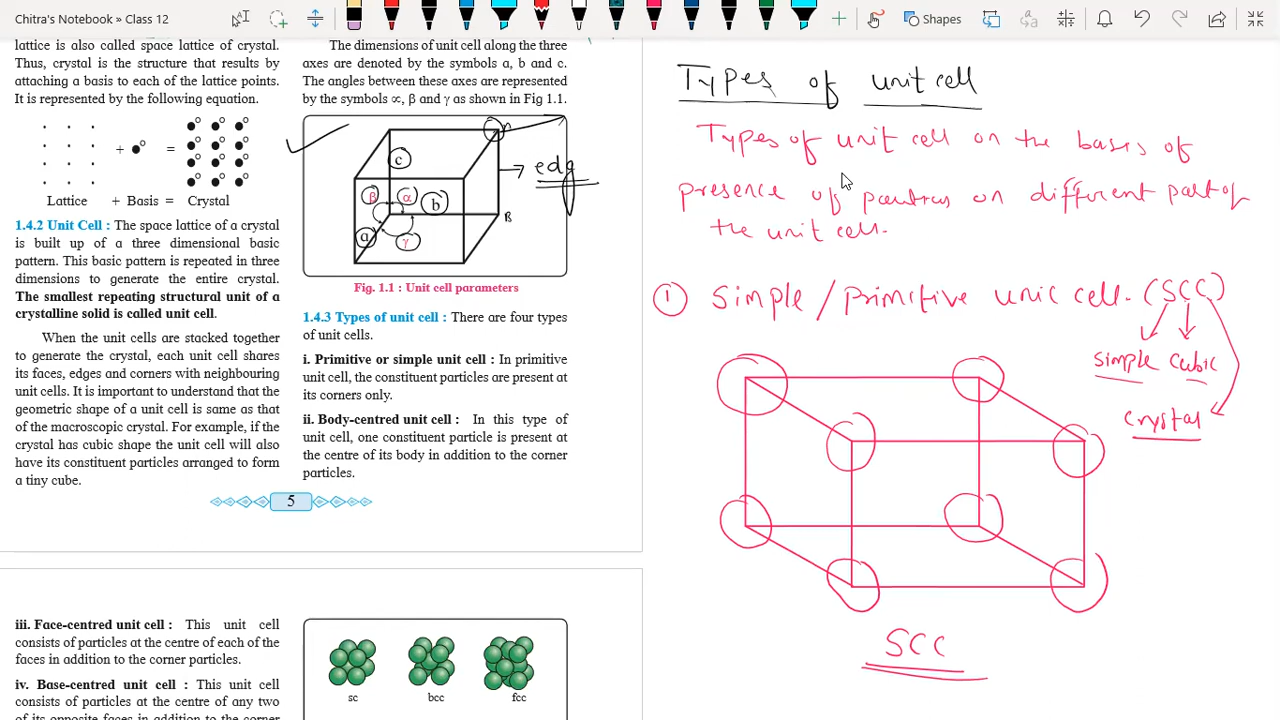 Chitra's Notebook » Class 12
Shapes
lattice is also called space lattice of crystal.
Thus, crystal is the structure that results by
attaching a basis to each of the lattice points.
It is represented by the following equation.
+ =
Lattice + Basis = Crystal
1.4.2 Unit Cell : The space lattice of a crystal
is built up of a three dimensional basic
pattern. This basic pattern is repeated in three
dimensions to generate the entire crystal.
The smallest repeating structural unit of a
crystalline solid is called unit cell.
When the unit cells are stacked together
to generate the crystal, each unit cell shares
its faces, edges and corners with neighbouring
unit cells. It is important to understand that the
geometric shape of a unit cell is same as that
of the macroscopic crystal. For example, if the
crystal has cubic shape the unit cell will also
have its constituent particles arranged to form
a tiny cube.
The dimensions of unit cell along the three
axes are denoted by the symbols a, b and c.
The angles between these axes are represented
by the symbols ∝, β and γ as shown in Fig 1.1.
c
edg
β α b
B
a γ
Fig. 1.1 : Unit cell parameters
1.4.3 Types of unit cell : There are four types
of unit cells.
i. Primitive or simple unit cell : In primitive
unit cell, the constituent particles are present at
its corners only.
ii. Body-centred unit cell : In this type of
unit cell, one constituent particle is present at
the centre of its body in addition to the corner
particles.
5
iii. Face-centred unit cell : This unit cell
consists of particles at the centre of each of the
faces in addition to the corner particles.
iv. Base-centred unit cell : This unit cell
consists of particles at the centre of any two
of its opposite faces in addition to the corner
sc bcc fcc
Types of unit cell
Types of unit cell on the bases of
presence of on different part of
the unit cell.
① Simple/primitive unic cell. (SCC)
Simple Cubic
Crystal
SCC